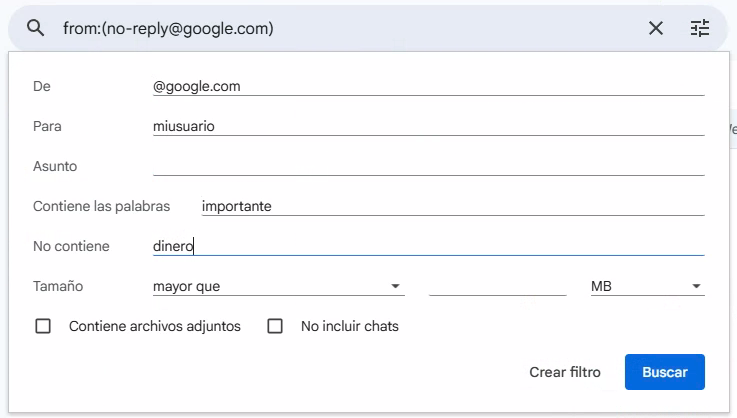 from:(no-reply@google.com)
De @google.com
Para miusuario
Asunto
Contiene las palabras importante
No contiene dinero
Tamaño mayor que MB
Contiene archivos adjuntos No incluir chats
Crear filtro Buscar